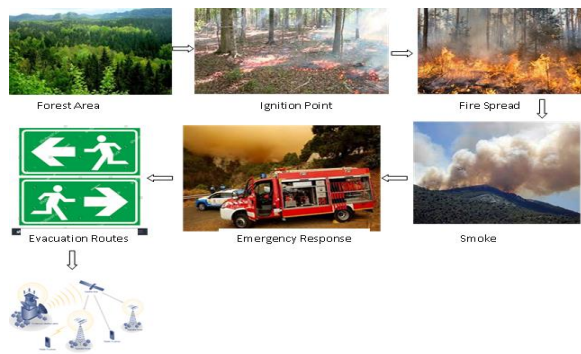 Forest Area
Ignition Point
Fire Spread
Smoke
Emergency Response
Evacuation Routes